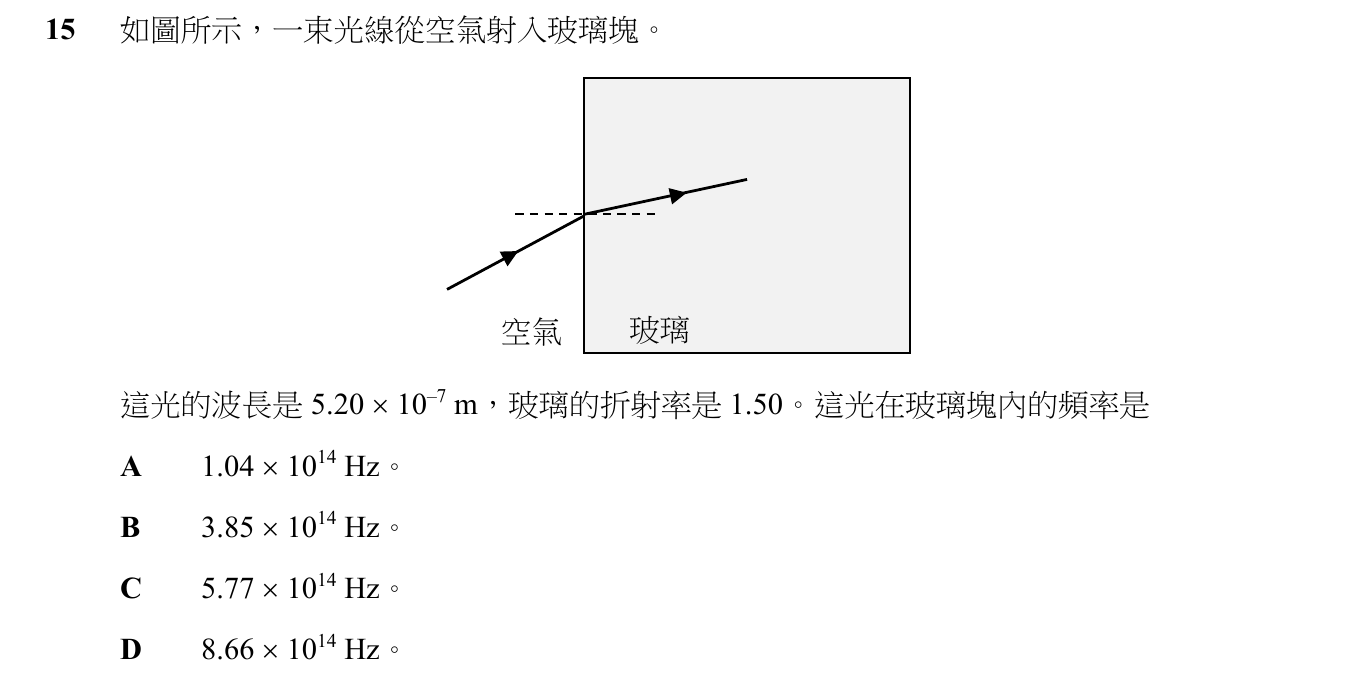 15 如圖所示，一束光線從空氣射入玻璃塊。
空氣 玻璃
這光的波長是 5.20 × 10⁻⁷ m，玻璃的折射率是 1.50。這光在玻璃塊內的頻率是
A 1.04 × 10¹⁴ Hz。
B 3.85 × 10¹⁴ Hz。
C 5.77 × 10¹⁴ Hz。
D 8.66 × 10¹⁴ Hz。